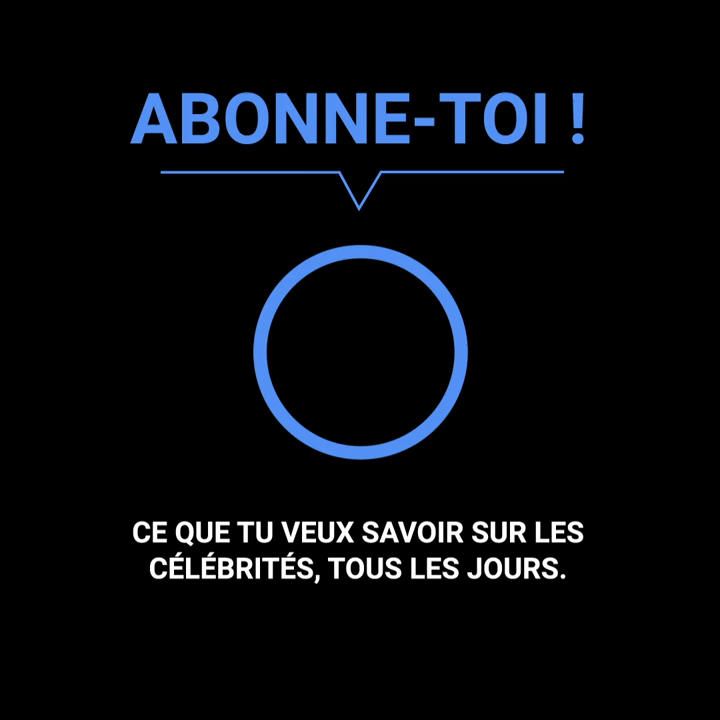 ABONNE-TOI !
CE QUE TU VEUX SAVOIR SUR LES
CÉLÉBRITÉS, TOUS LES JOURS.